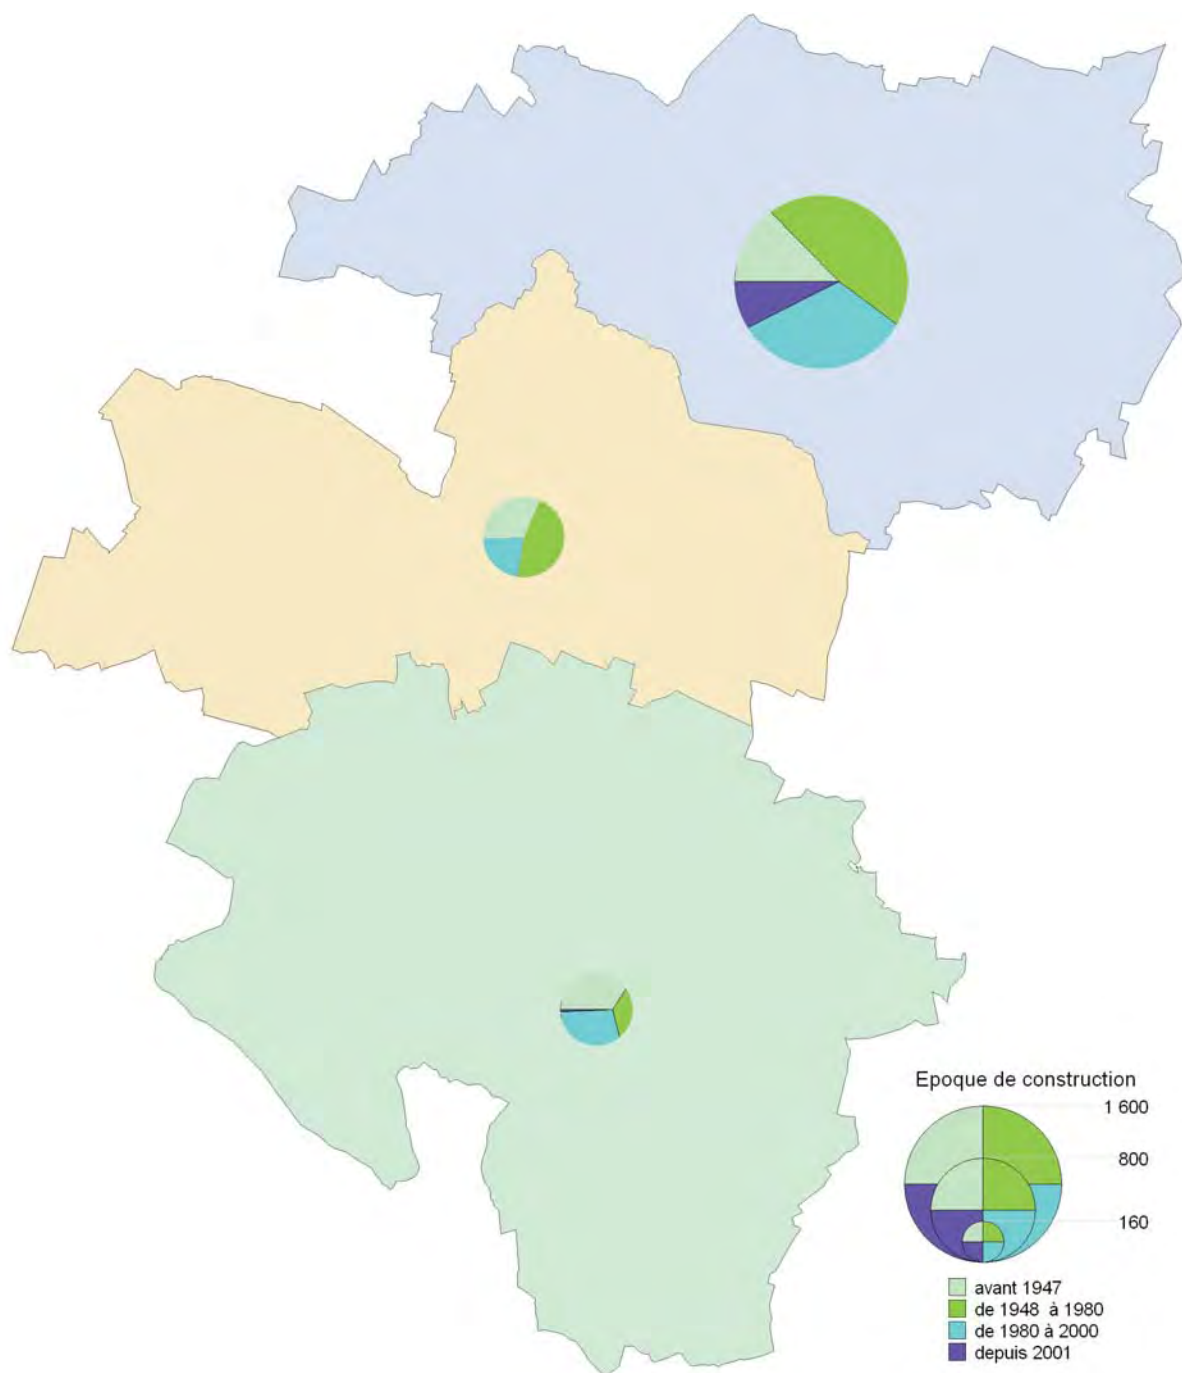 Epoque de construction
1 600
800
160
avant 1947
de 1948 à 1980
de 1980 à 2000
depuis 2001